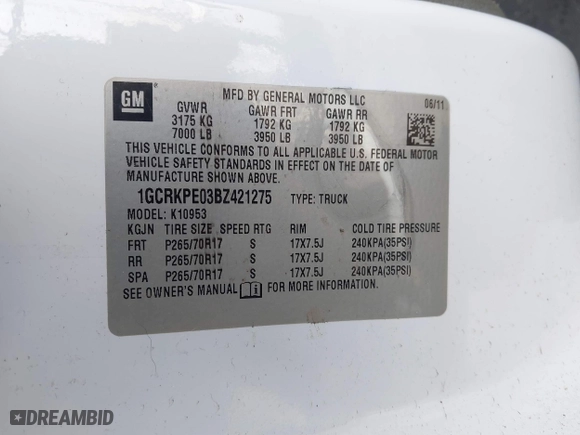 GM
MFD BY GENERAL MOTORS LLC
06/11
GVWR GAWR FRT GAWR RR
3175 KG 1792 KG 1792 KG
7000 LB 3950 LB 3950 LB
THIS VEHICLE CONFORMS TO ALL APPLICABLE U.S. FEDERAL MOTOR
VEHICLE SAFETY STANDARDS IN EFFECT ON THE DATE OF
MANUFACTURE SHOWN ABOVE.
1GCRKPE03BZ421275 TYPE: TRUCK
MODEL: K10953
KGJN TIRE SIZE SPEED RTG RIM COLD TIRE PRESSURE
FRT P265/70R17 S 17X7.5J 240KPA(35PSI)
RR P265/70R17 S 17X7.5J 240KPA(35PSI)
SPA P265/70R17 S 17X7.5J 240KPA(35PSI)
SEE OWNER'S MANUAL FOR MORE INFORMATION.
DREAMBID